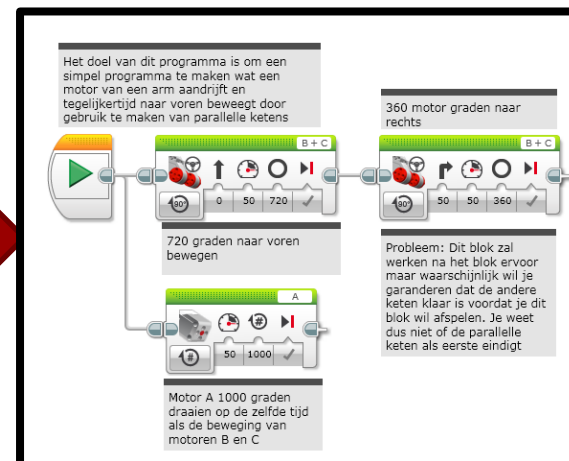 Het doel van dit programma is om een
simpel programma te maken wat een
motor van een arm aandrijft en
tegelijkertijd naar voren beweegt door
gebruik te maken van parallelle ketens
360 motor graden naar
rechts
B + C
B + C
90°
0 50 720
90°
50 50 360
720 graden naar voren
bewegen
Probleem: Dit blok zal
werken na het blok ervoor
maar waarschijnlijk wil je
garanderen dat de andere
keten klaar is voordat je dit
blok wil afspelen. Je weet
dus niet of de parallelle
keten als eerste eindigt
A
#
#
50 1000
Motor A 1000 graden
draaien op de zelfde tijd
als de beweging van
motoren B en C